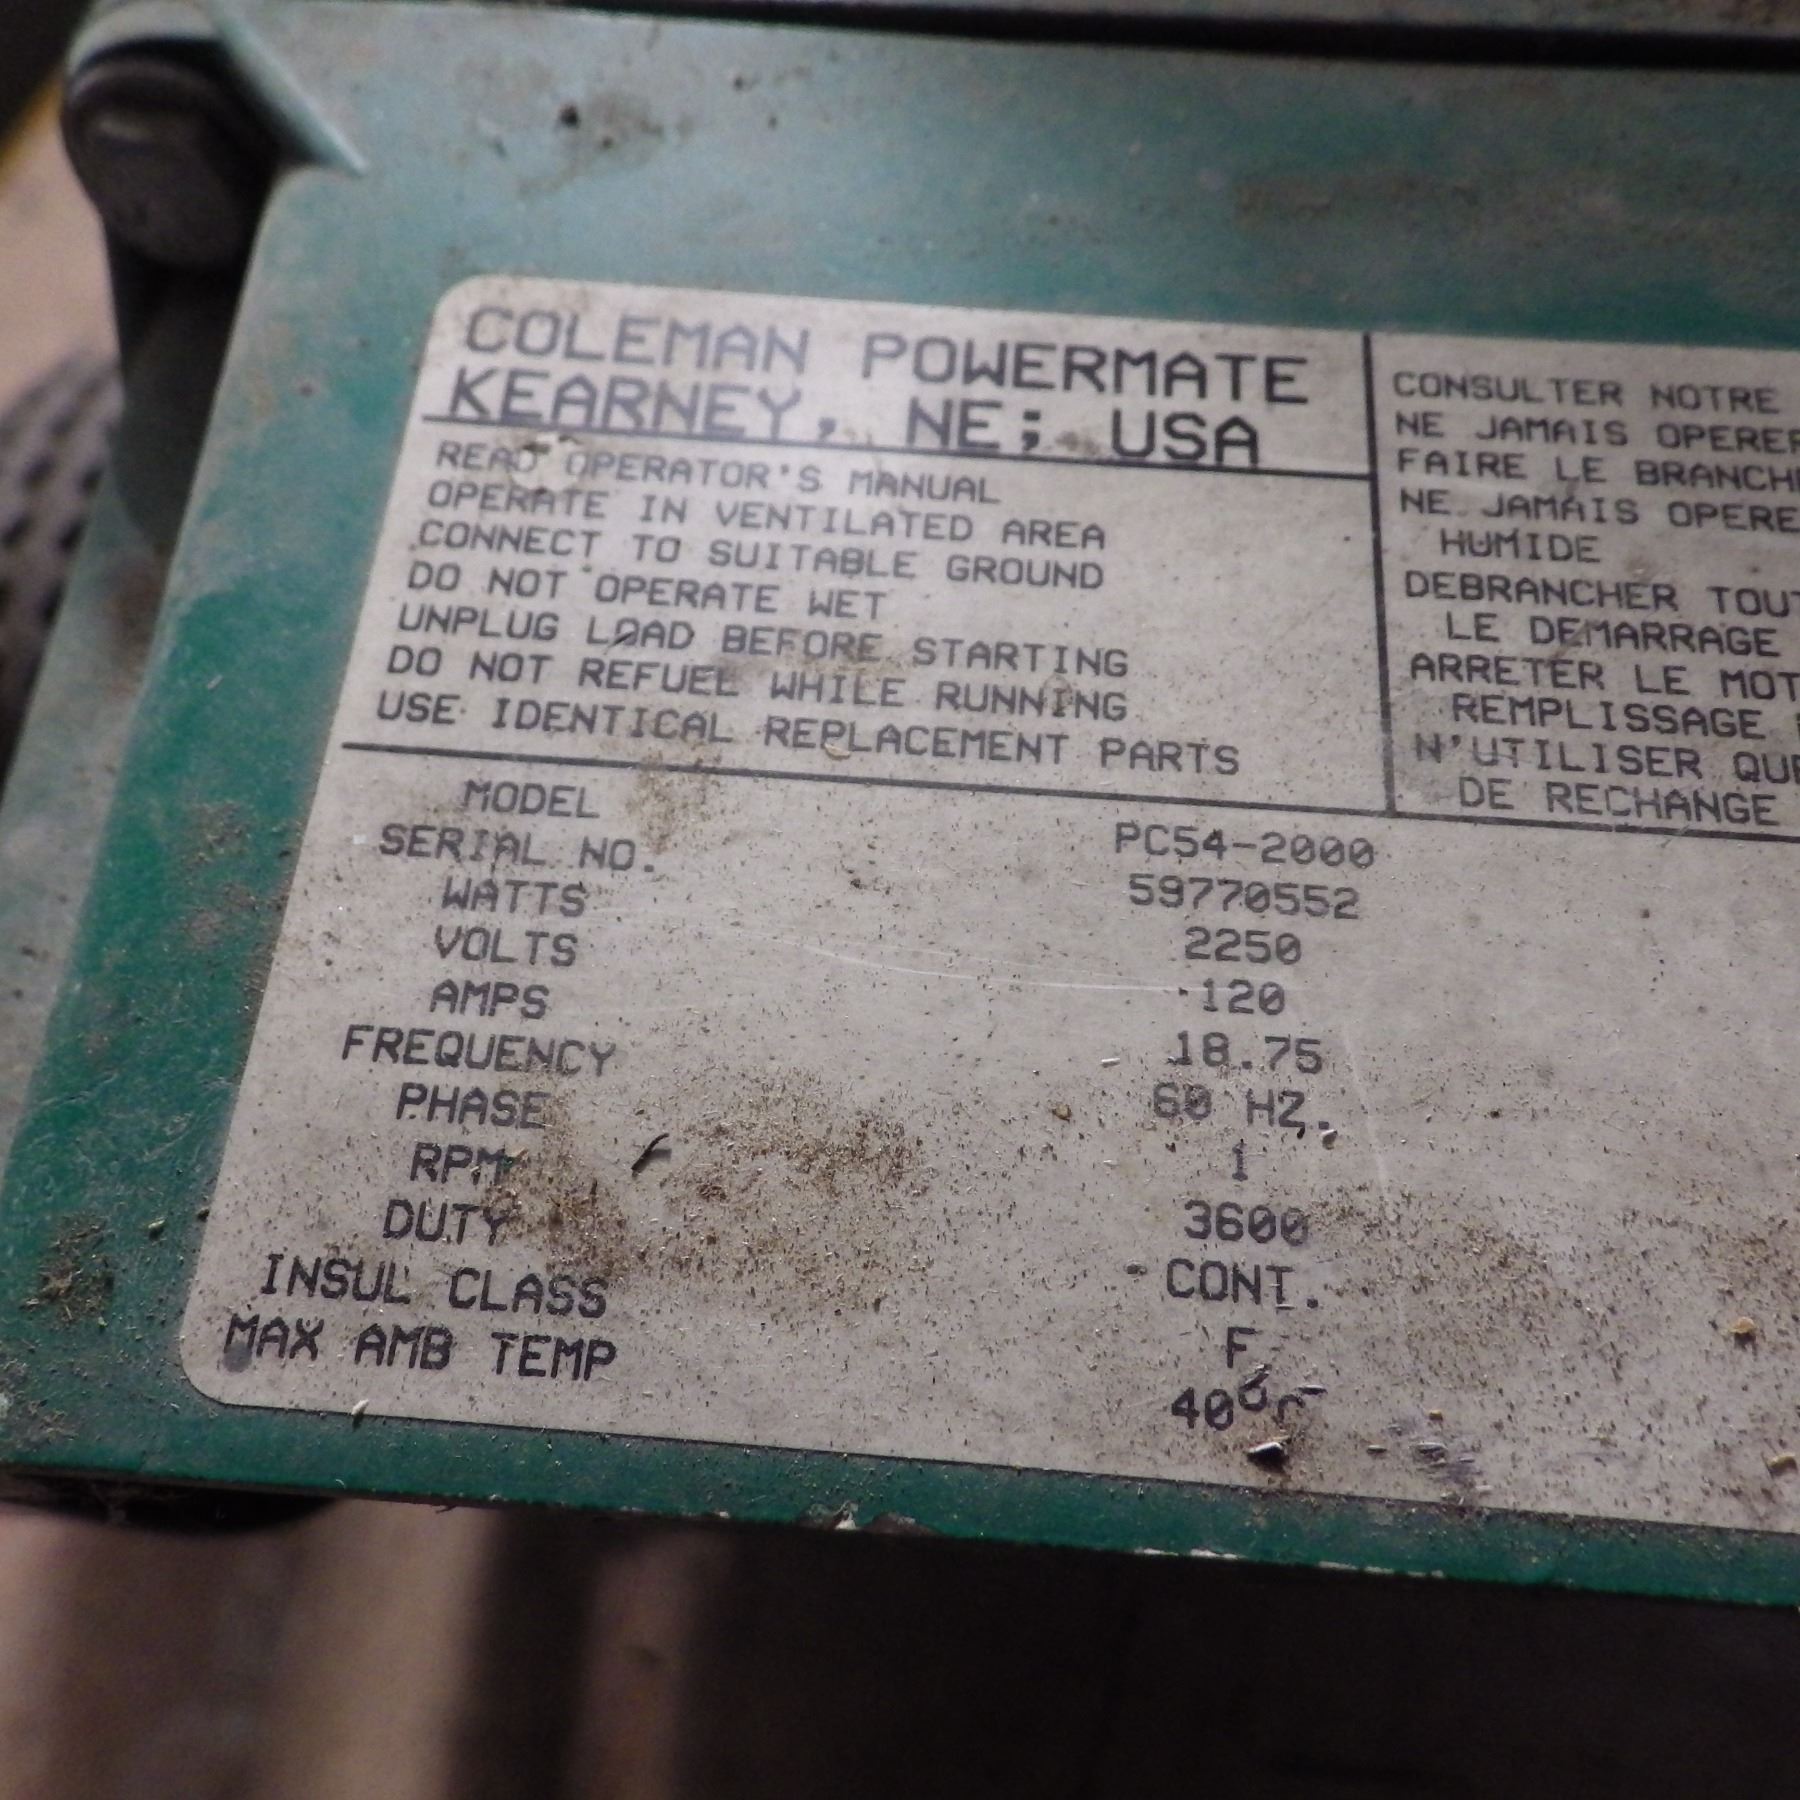 COLEMAN POWERMATE
KEARNEY, NE; USA
READ OPERATOR'S MANUAL
OPERATE IN VENTILATED AREA
CONNECT TO SUITABLE GROUND
DO NOT OPERATE WET
UNPLUG LOAD BEFORE STARTING
DO NOT REFUEL WHILE RUNNING
USE IDENTICAL REPLACEMENT PARTS
CONSULTER NOTRE
NE JAMAIS OPERER
FAIRE LE BRANCHE
NE JAMAIS OPERE
HUMIDE
DEBRANCHER TOUT
LE DEMARRAGE
ARRETER LE MOT
REMPLISSAGE
N'UTILISER QUE
DE RECHANGE
MODEL PC54-2000
SERIAL NO. 59770552
WATTS 2250
VOLTS 120
AMPS 18.75
FREQUENCY 60 HZ.
PHASE 1
RPM 3600
DUTY CONT.
INSUL CLASS F
MAX AMB TEMP 40°